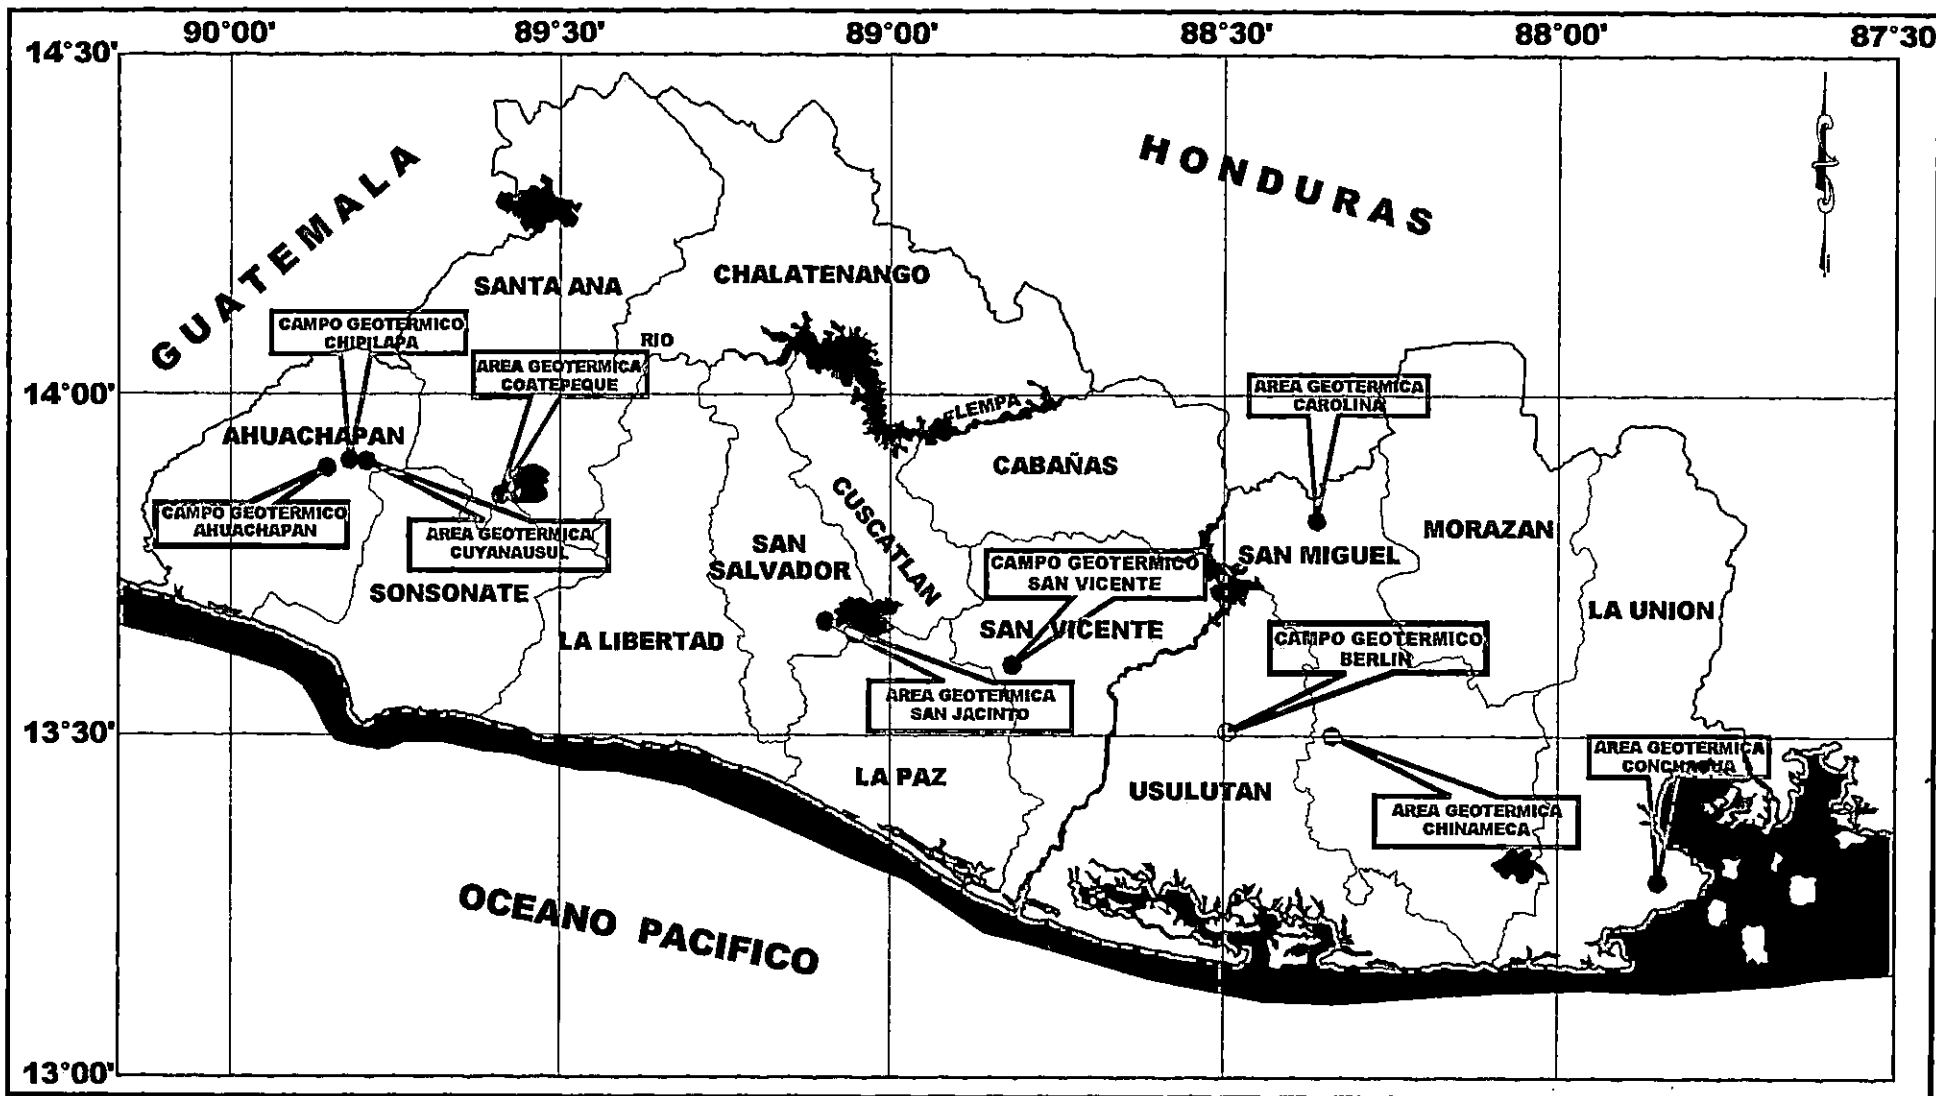 90°00' 89°30' 89°00' 88°30' 88°00' 87°30'
14°30'
GUATEMALA
HONDURAS
SANTA ANA
CHALATENANGO
CAMPO GEOTERMICO
CHIPILAPA
RIO
AREA GEOTERMICA
COATEPEQUE
14°00'
AREA GEOTERMICA
CAROLINA
LEMPA
AHUACHAPAN
CABAÑAS
CUSCATLAN
CAMPO GEOTERMICO
AHUACHAPAN
AREA GEOTERMICA
CUYANAUSUL
SAN
SALVADOR
CAMPO GEOTERMICO
SAN VICENTE
SAN MIGUEL
MORAZAN
SONSONATE
LA UNION
LA LIBERTAD
SAN VICENTE
CAMPO GEOTERMICO
BERLIN
AREA GEOTERMICA
SAN JACINTO
13°30'
AREA GEOTERMICA
CONCHAGUA
LA PAZ
USULUTAN
AREA GEOTERMICA
CHINAMECA
OCEANO PACIFICO
13°00'